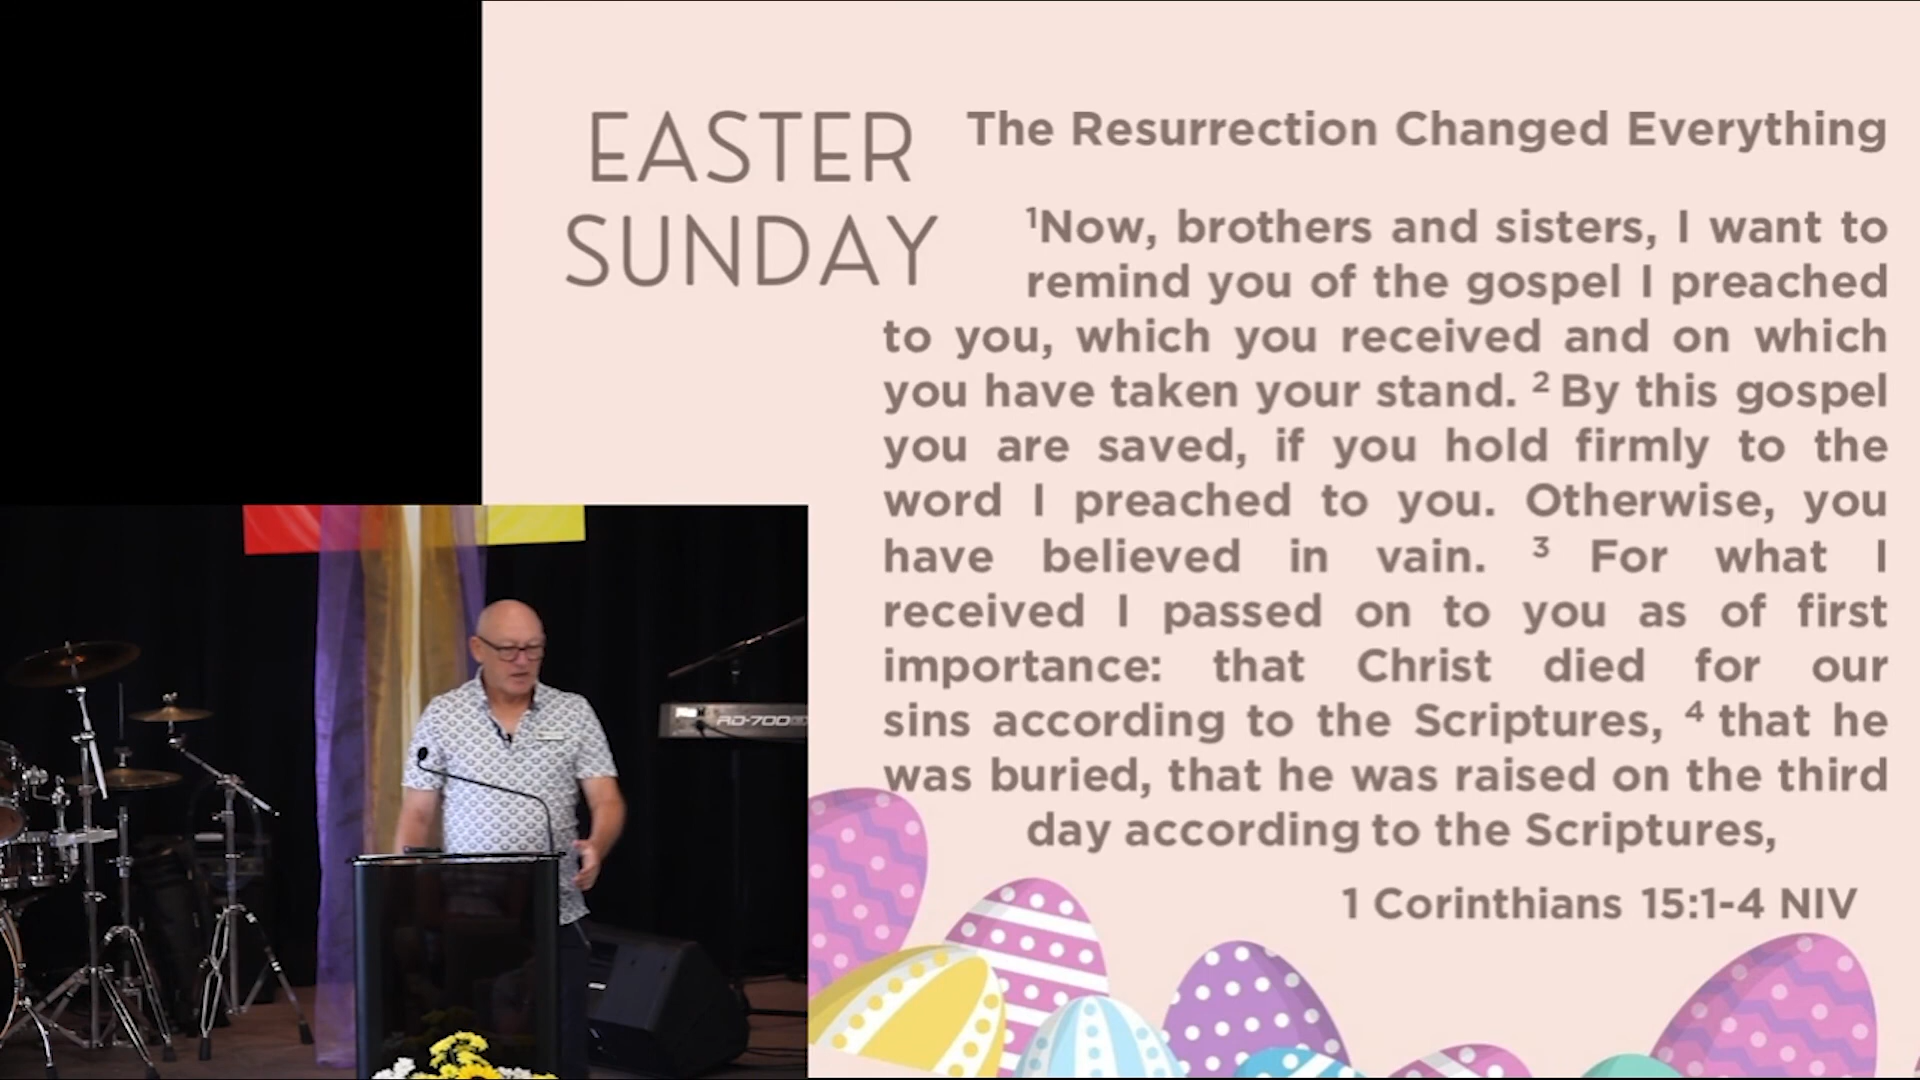 EASTER
SUNDAY
The Resurrection Changed Everything
¹Now, brothers and sisters, I want to
remind you of the gospel I preached
to you, which you received and on which
you have taken your stand. ² By this gospel
you are saved, if you hold firmly to the
word I preached to you. Otherwise, you
have believed in vain. ³ For what I
received I passed on to you as of first
importance: that Christ died for our
sins according to the Scriptures, ⁴ that he
was buried, that he was raised on the third
day according to the Scriptures,
1 Corinthians 15:1-4 NIV
RD-700